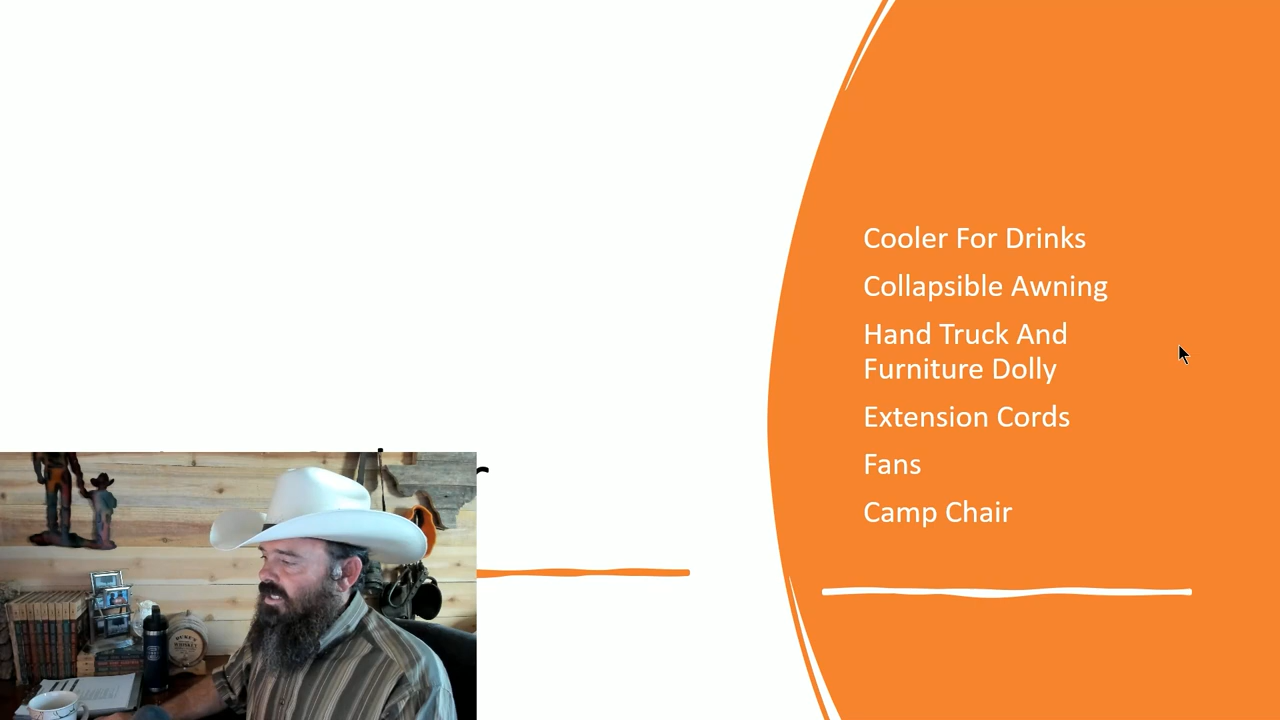 Cooler For Drinks
Collapsible Awning
Hand Truck And
Furniture Dolly
Extension Cords
Fans
Camp Chair